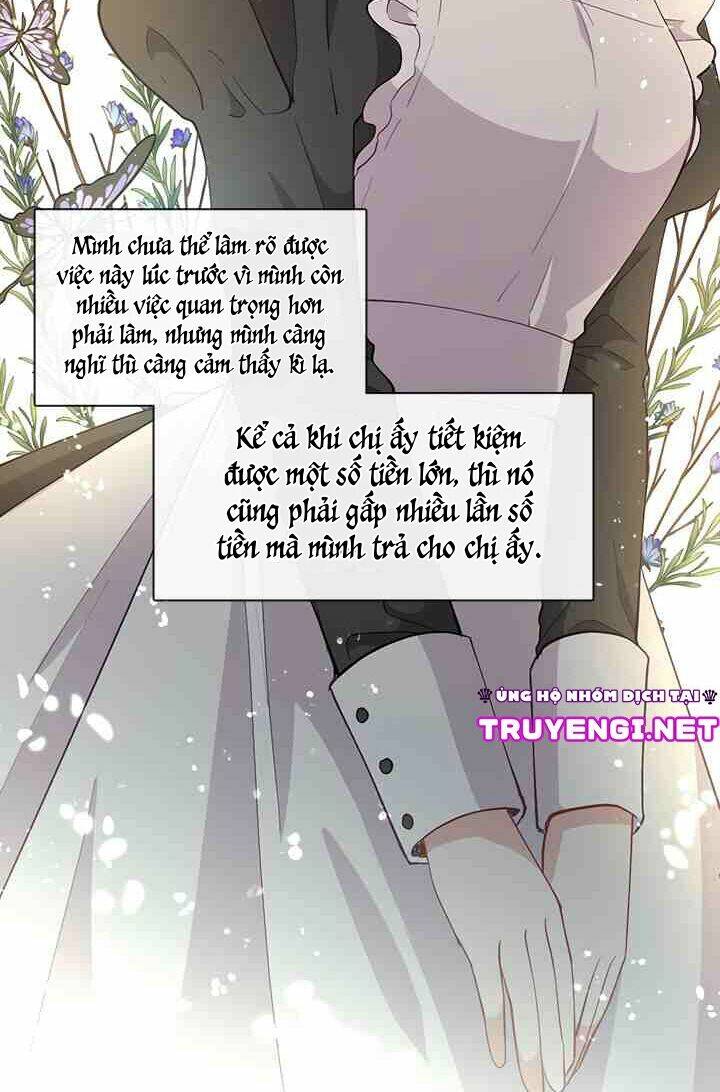 Mình chưa thể làm rõ được
việc này lúc trước vì mình còn
nhiều việc quan trọng hơn
phải làm, nhưng mình càng
nghĩ thì càng cảm thấy kì lạ.
Kể cả khi chị ấy tiết kiệm
được một số tiền lớn, thì nó
cũng phải gấp nhiều lần số
tiền mà mình trả cho chị ấy.
ỦNG HỘ NHÓM DỊCH TẠI
TRUYENGI.NET